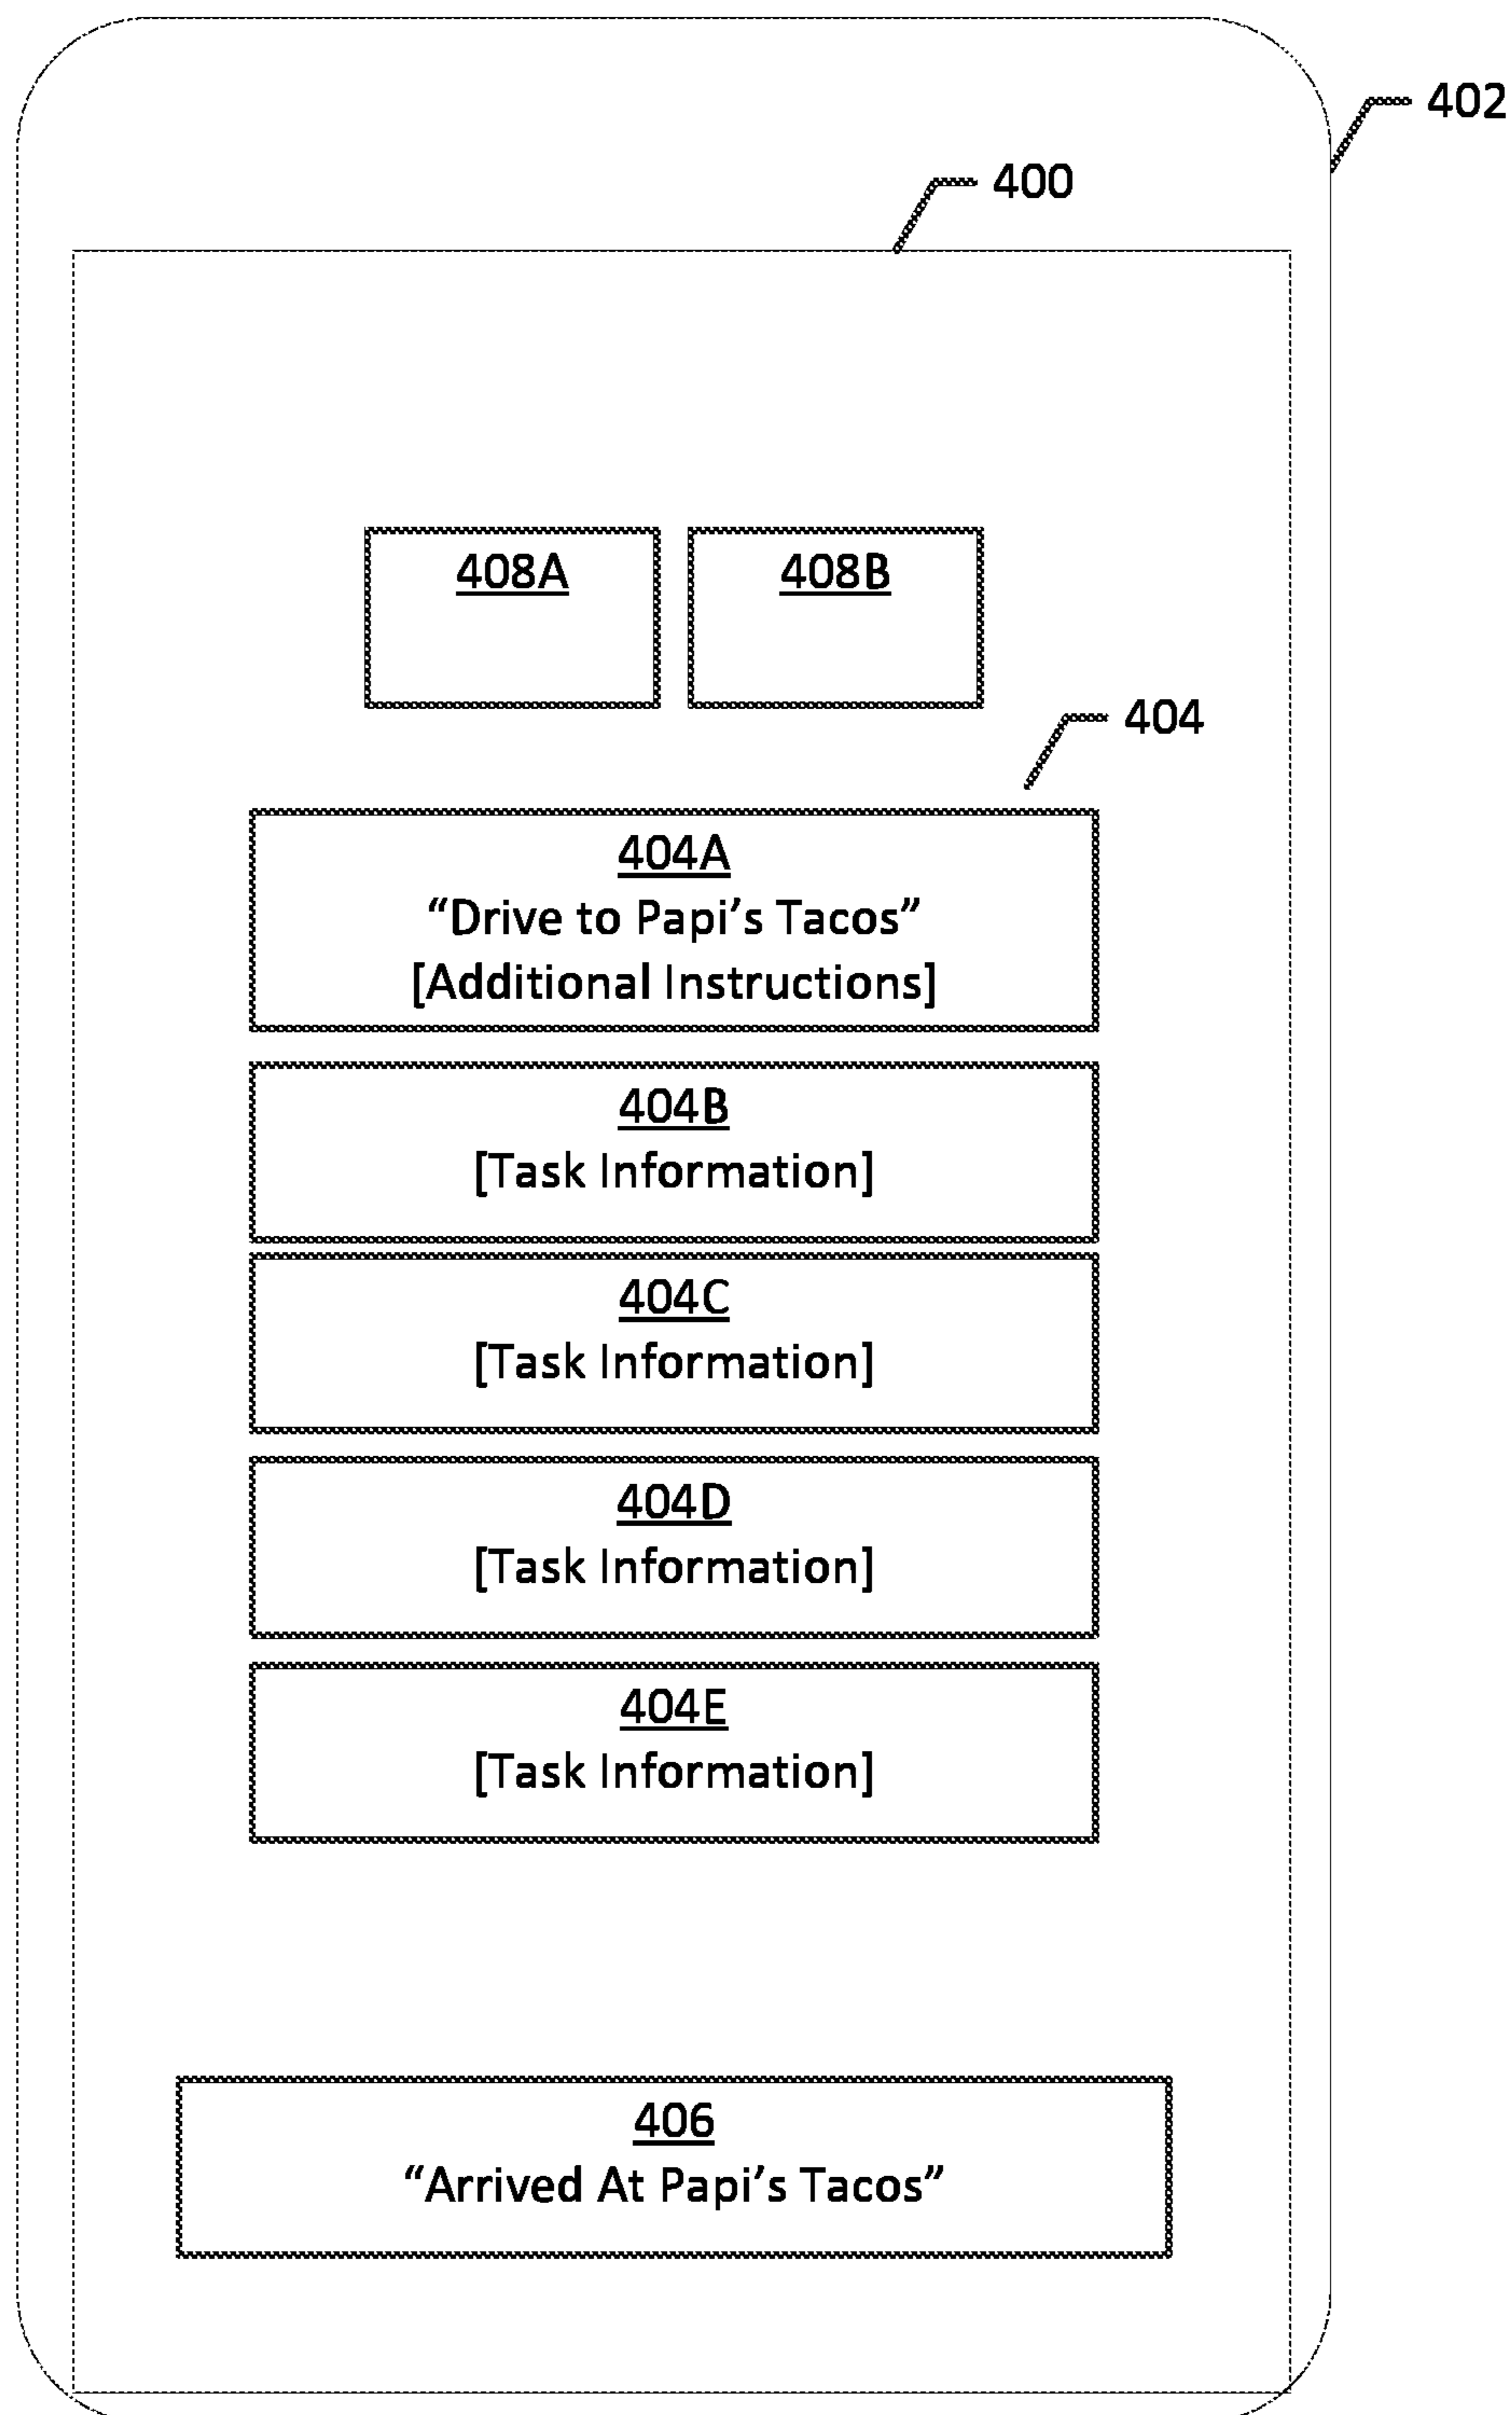 402
400
408A
408B
404
404A
“Drive to Papi’s Tacos”
[Additional Instructions]
404B
[Task Information]
404C
[Task Information]
404D
[Task Information]
404E
[Task Information]
406
“Arrived At Papi’s Tacos”